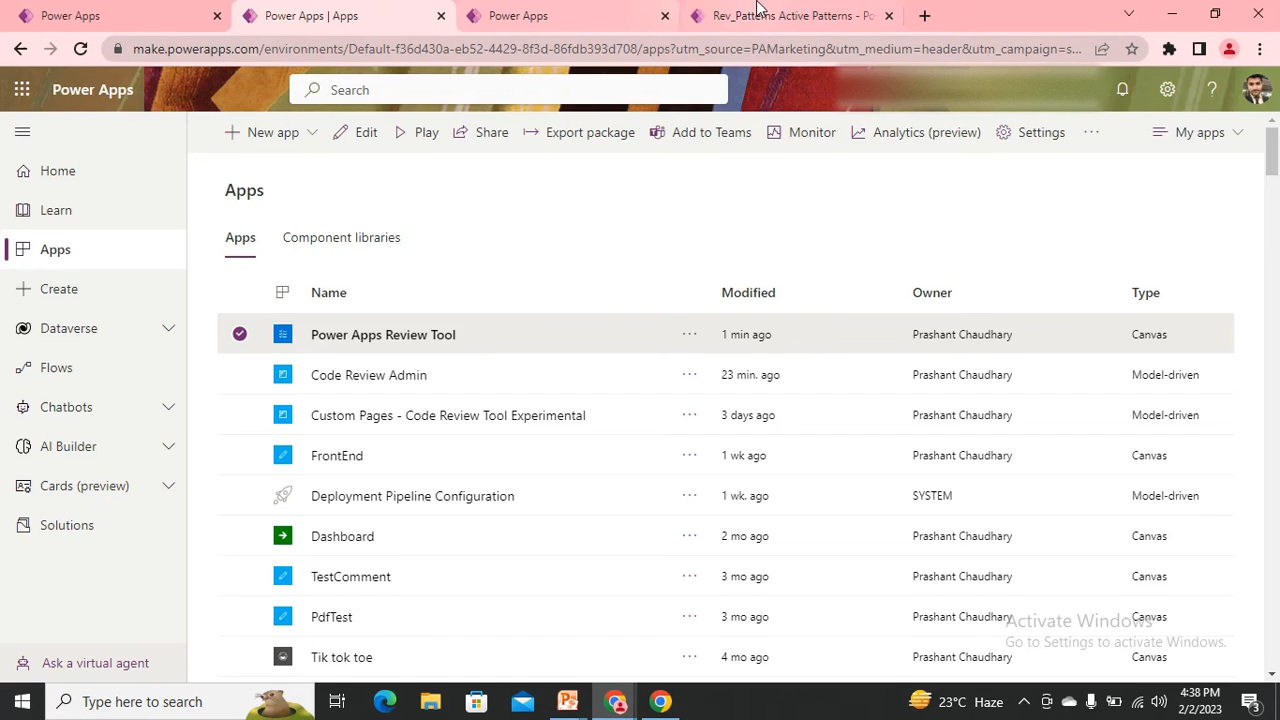 Power Apps
Power Apps | Apps
Power Apps
Rev_Patterns Active Patterns - Po
make.powerapps.com/environments/Default-f36d430a-eb52-4429-8f3d-86fdb393d708/apps?utm_source=PAMarketing&utm_medium=header&utm_campaign=s...
Power Apps
Search
New app
Edit
Play
Share
Export package
Add to Teams
Monitor
Analytics (preview)
Settings
My apps
Home
Learn
Apps
Create
Dataverse
Flows
Chatbots
AI Builder
Cards (preview)
Solutions
Ask a virtual agent
Apps
Apps Component libraries
Name Modified Owner Type
Power Apps Review Tool ... 1 min ago Prashant Chaudhary Canvas
Code Review Admin ... 23 min. ago Prashant Chaudhary Model-driven
Custom Pages - Code Review Tool Experimental ... 3 days ago Prashant Chaudhary Model-driven
FrontEnd ... 1 wk ago Prashant Chaudhary Canvas
Deployment Pipeline Configuration ... 1 wk. ago SYSTEM Model-driven
Dashboard ... 2 mo ago Prashant Chaudhary Canvas
TestComment ... 3 mo ago Prashant Chaudhary Canvas
PdfTest ... 3 mo ago Prashant Chaudhary Canvas
Tik tok toe ... 4 mo ago Prashant Chaudhary Canvas
Activate Windows
Go to Settings to activate Windows.
Type here to search
23°C Haze
4:38 PM
2/2/2023
3